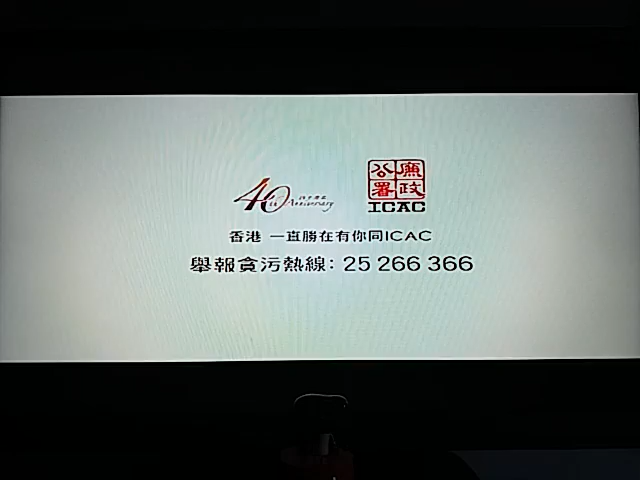 40th Anniversary
廉政公署
ICAC
香港 一直勝在有你同ICAC
舉報貪污熱線: 25 266 366